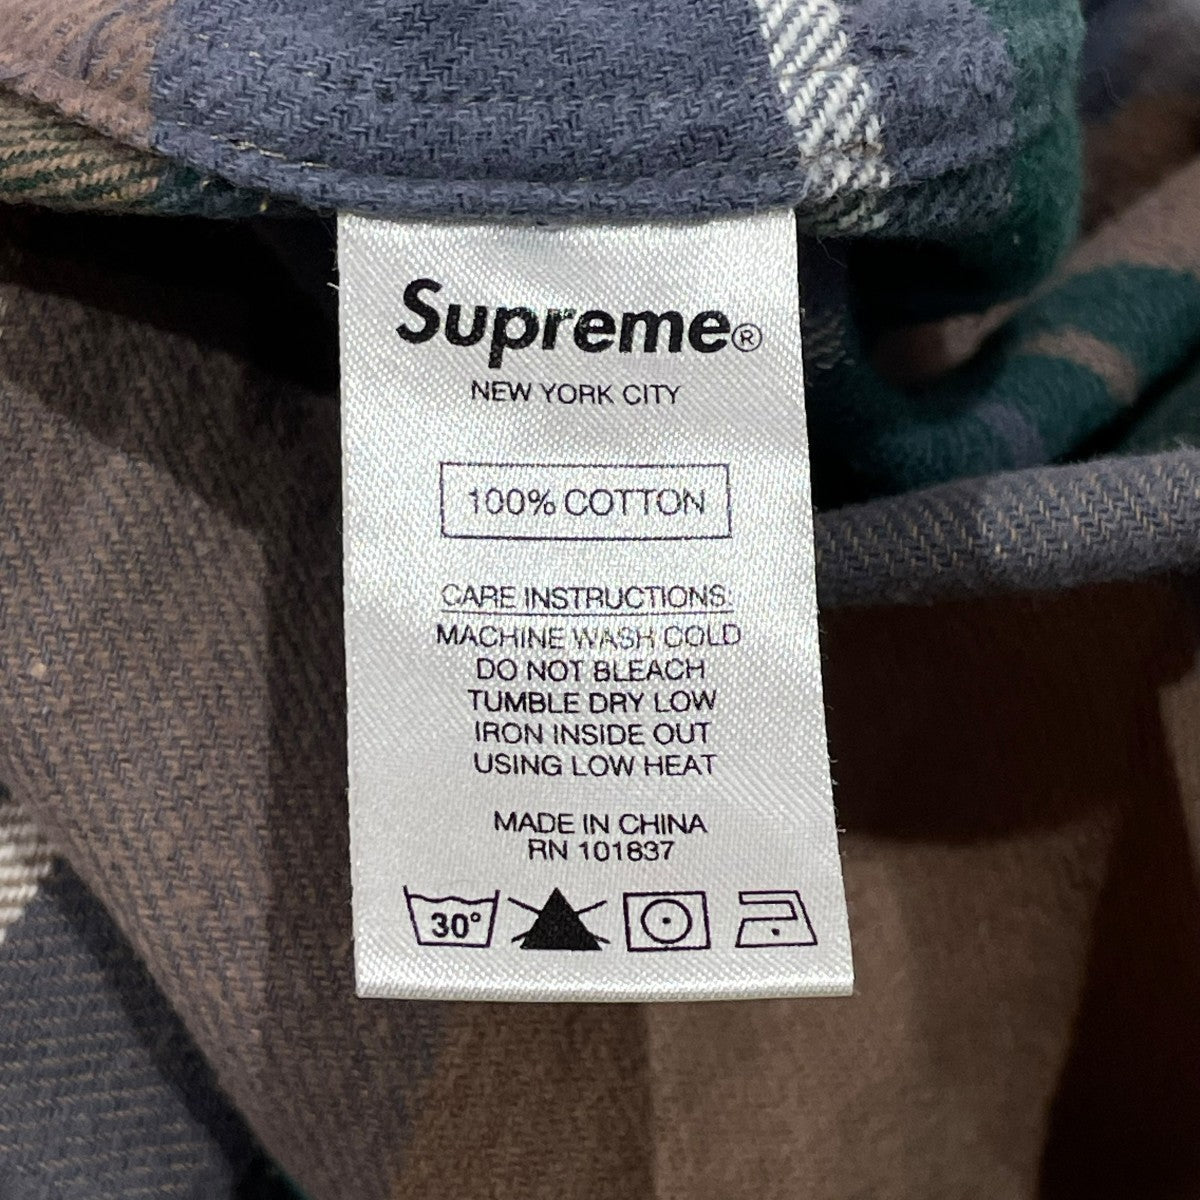 Supreme®
NEW YORK CITY
100% COTTON
CARE INSTRUCTIONS:
MACHINE WASH COLD
DO NOT BLEACH
TUMBLE DRY LOW
IRON INSIDE OUT
USING LOW HEAT
MADE IN CHINA
RN 101837
30°